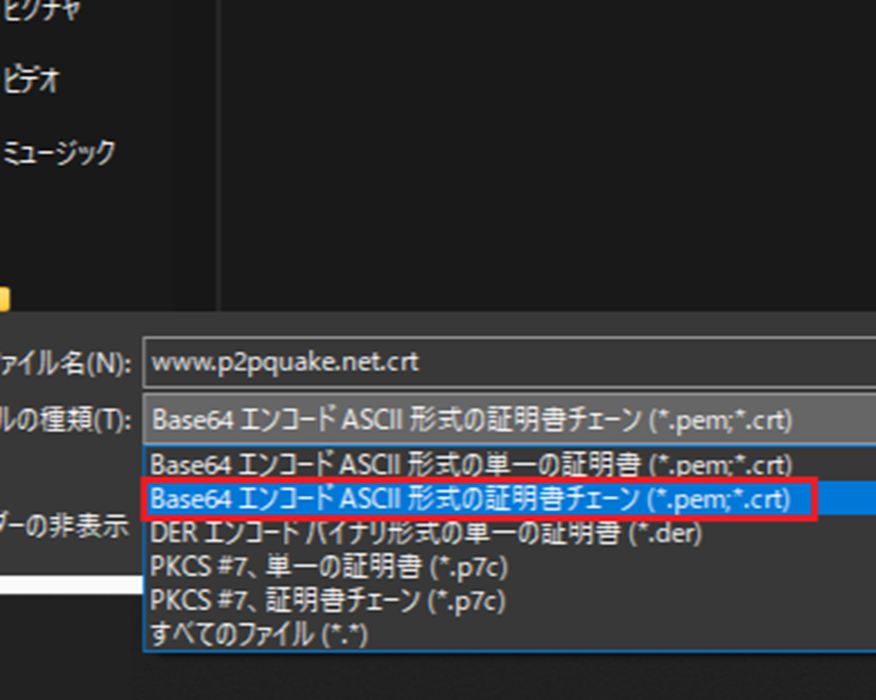 ピクチャ
ビデオ
ミュージック
ァイル名(N):
www.p2pquake.net.crt
ルの種類(T):
Base64 エンコード ASCII 形式の証明書チェーン (*.pem;*.crt)
Base64 エンコード ASCII 形式の単一の証明書 (*.pem;*.crt)
Base64 エンコード ASCII 形式の証明書チェーン (*.pem;*.crt)
ダーの非表示
DER エンコード バイナリ形式の単一の証明書 (*.der)
PKCS #7、単一の証明書 (*.p7c)
PKCS #7、証明書チェーン (*.p7c)
すべてのファイル (*.*)